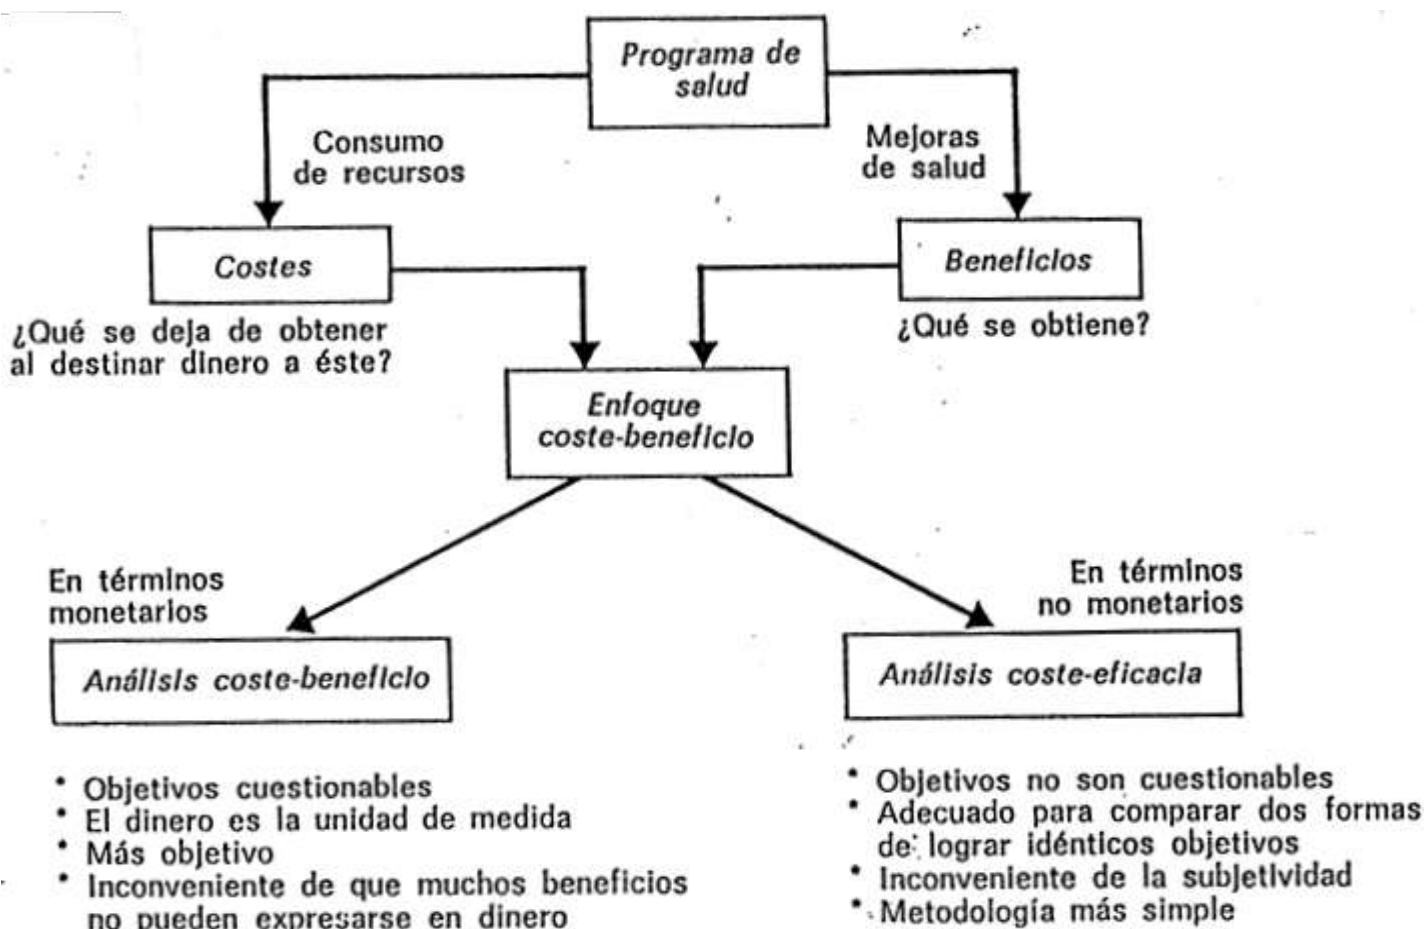 Programa de
salud
Consumo
de recursos
Mejoras
de salud
Costes
Beneficios
¿Qué se deja de obtener
al destinar dinero a éste?
¿Qué se obtiene?
Enfoque
coste-beneficio
En términos
monetarios
En términos
no monetarios
Análisis coste-beneficio
Análisis coste-eficacia
* Objetivos cuestionables
* El dinero es la unidad de medida
* Más objetivo
* Inconveniente de que muchos beneficios
no pueden expresarse en dinero
* Objetivos no son cuestionables
* Adecuado para comparar dos formas
de lograr idénticos objetivos
* Inconveniente de la subjetividad
* Metodología más simple